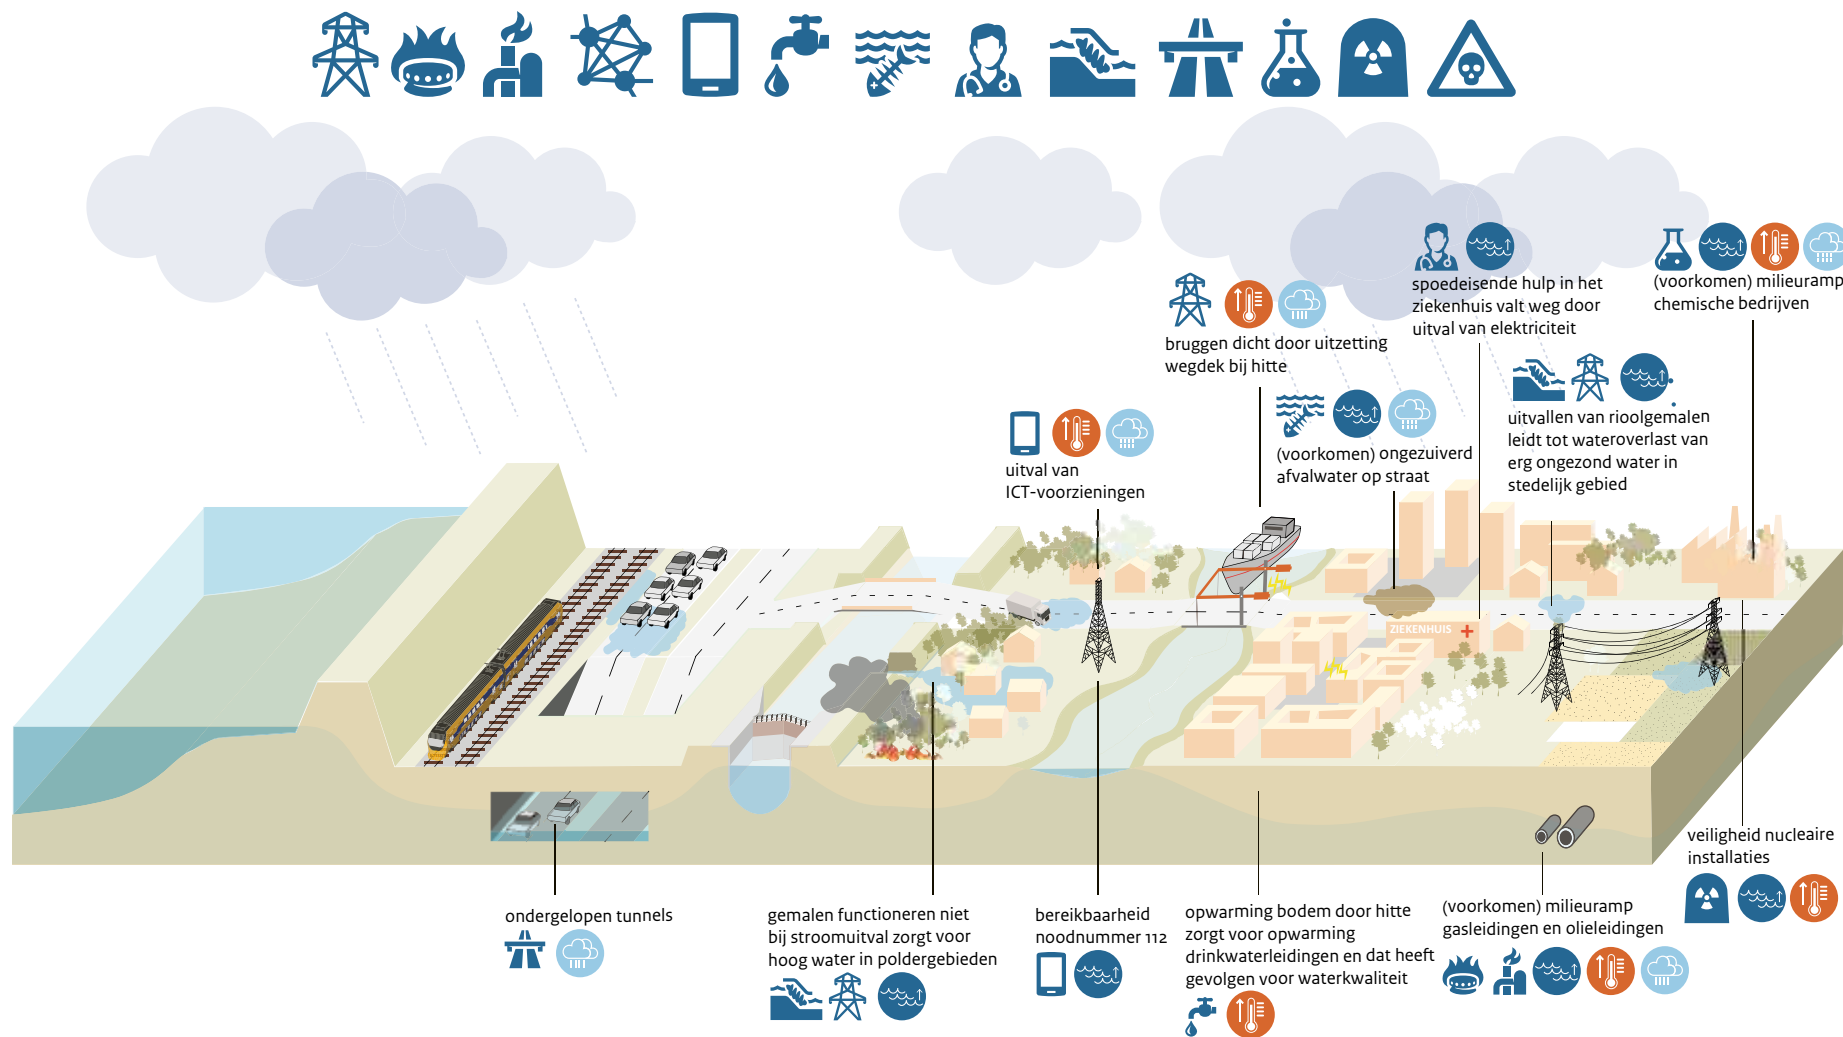 spoedeisende hulp in het
ziekenhuis valt weg door
uitval van elektriciteit
(voorkomen) milieuramp
chemische bedrijven
bruggen dicht door uitzetting
wegdek bij hitte
uitvallen van rioolgemalen
leidt tot wateroverlast van
erg ongezond water in
stedelijk gebied
(voorkomen) ongezuiverd
afvalwater op straat
uitval van
ICT-voorzieningen
ZIEKENHUIS
veiligheid nucleaire
installaties
ondergelopen tunnels
gemalen functioneren niet
bij stroomuitval zorgt voor
hoog water in poldergebieden
bereikbaarheid
noodnummer 112
opwarming bodem door hitte
zorgt voor opwarming
drinkwaterleidingen en dat heeft
gevolgen voor waterkwaliteit
(voorkomen) milieuramp
gasleidingen en olieleidingen